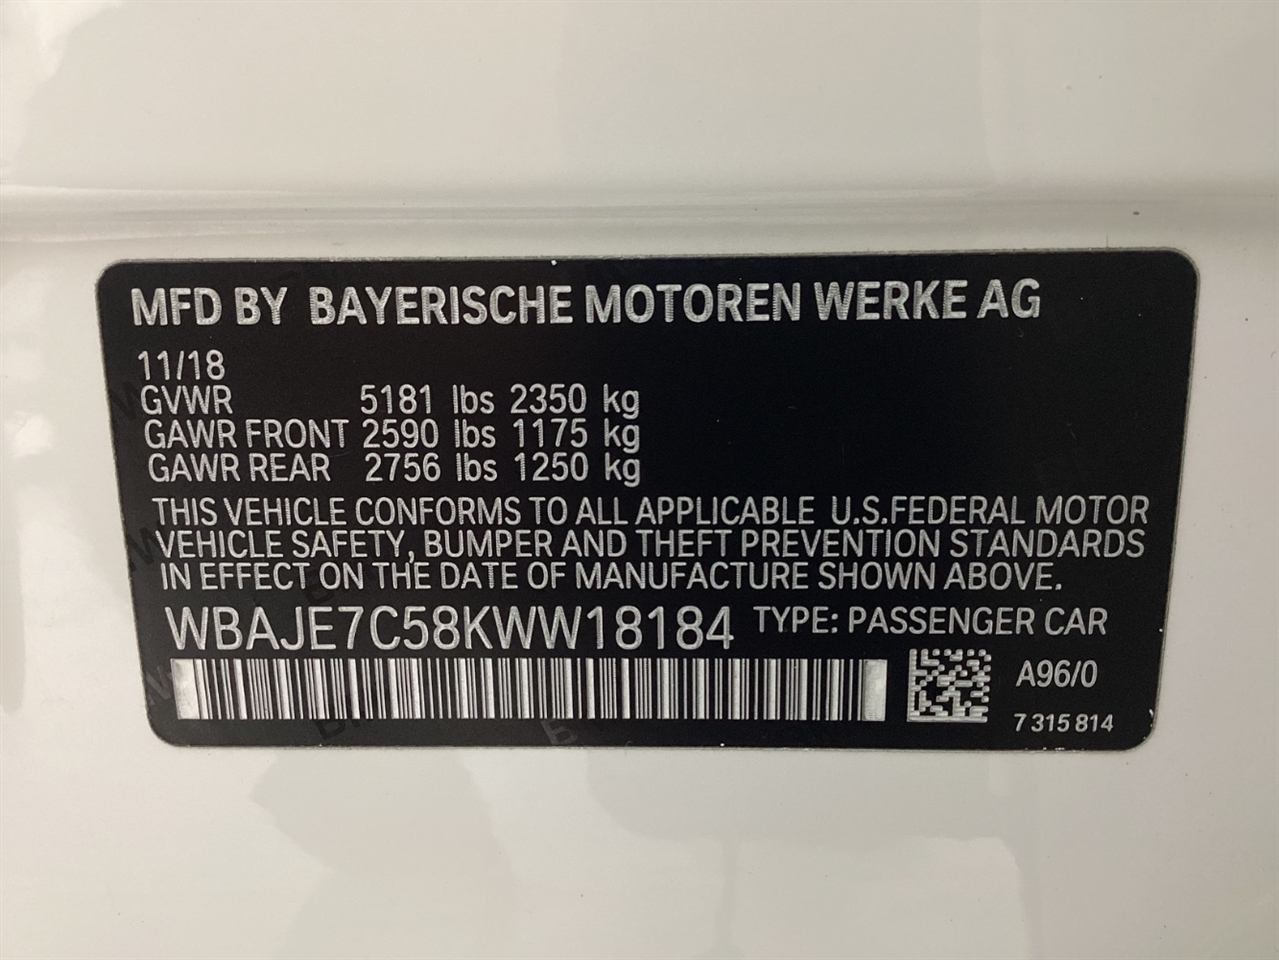 MFD BY BAYERISCHE MOTOREN WERKE AG
11/18
GVWR 5181 lbs 2350 kg
GAWR FRONT 2590 lbs 1175 kg
GAWR REAR 2756 lbs 1250 kg
THIS VEHICLE CONFORMS TO ALL APPLICABLE U.S.FEDERAL MOTOR
VEHICLE SAFETY, BUMPER AND THEFT PREVENTION STANDARDS
IN EFFECT ON THE DATE OF MANUFACTURE SHOWN ABOVE.
WBAJE7C58KWW18184 TYPE: PASSENGER CAR
A96/0
7 315 814